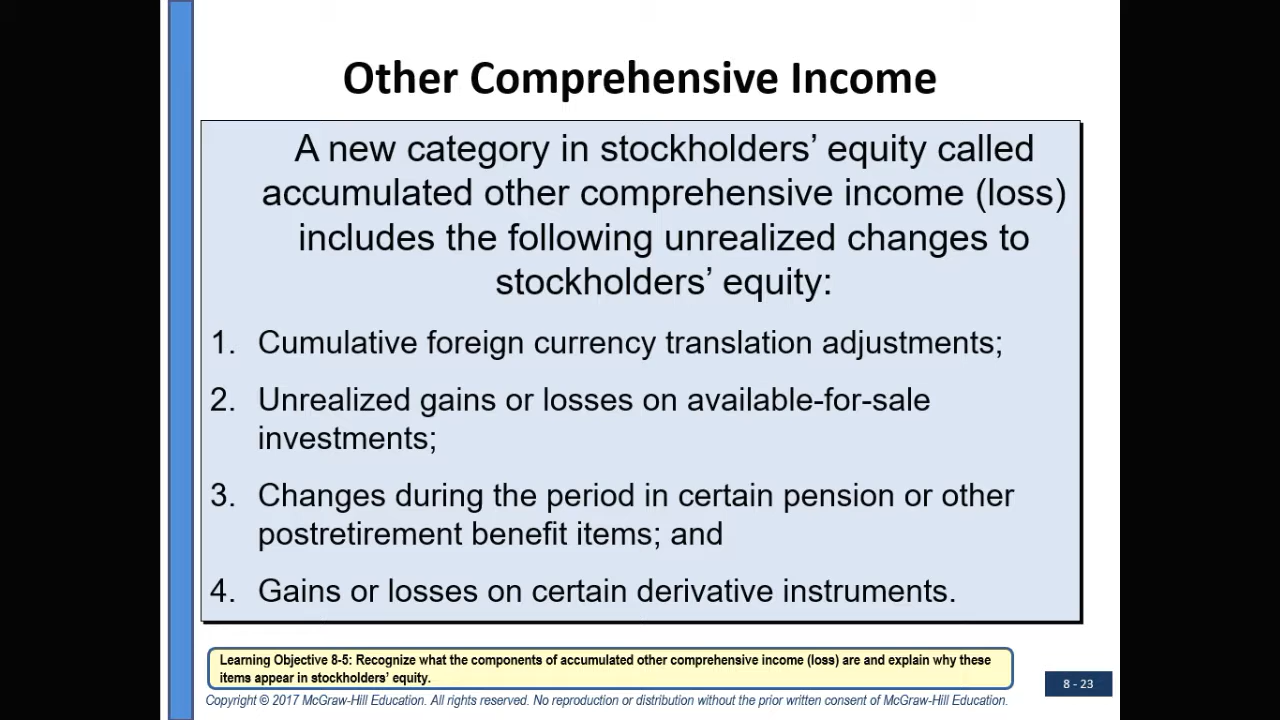 Other Comprehensive Income
A new category in stockholders’ equity called
accumulated other comprehensive income (loss)
includes the following unrealized changes to
stockholders’ equity:
1. Cumulative foreign currency translation adjustments;
2. Unrealized gains or losses on available-for-sale
investments;
3. Changes during the period in certain pension or other
postretirement benefit items; and
4. Gains or losses on certain derivative instruments.
Learning Objective 8-5: Recognize what the components of accumulated other comprehensive income (loss) are and explain why these
items appear in stockholders’ equity.
8 - 23
Copyright © 2017 McGraw-Hill Education. All rights reserved. No reproduction or distribution without the prior written consent of McGraw-Hill Education.